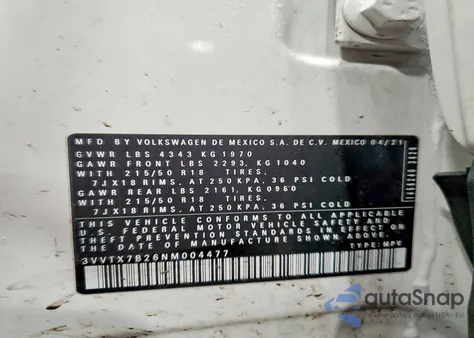 MFD BY VOLKSWAGEN DE MEXICO S.A. DE C.V. MEXICO 04/21
GVWR LBS 4343 KG 1970
GAWR FRONT LBS 2293, KG 1040
WITH 215/50 R18 TIRES,
7JX18 RIMS, AT 250 KPA, 36 PSI COLD
GAWR REAR LBS 2161, KG 0980
WITH 215/50 R18 TIRES,
7JX18 RIMS, AT 250 KPA, 36 PSI COLD
THIS VEHICLE CONFORMS TO ALL APPLICABLE
U.S. FEDERAL MOTOR VEHICLE SAFETY AND
THEFT PREVENTION STANDARDS IN EFFECT ON
THE DATE OF MANUFACTURE SHOWN ABOVE.
3VVTX7B26NM004477 TYPE: MPV
autoSnap